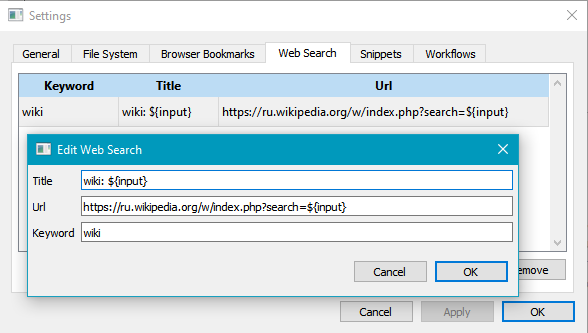 Settings
General File System Browser Bookmarks Web Search Snippets Workflows
Keyword Title Url
wiki wiki: ${input} https://ru.wikipedia.org/w/index.php?search=${input}
Edit Web Search
Title wiki: ${input}
Url https://ru.wikipedia.org/w/index.php?search=${input}
Keyword wiki
Cancel OK
Cancel Apply OK